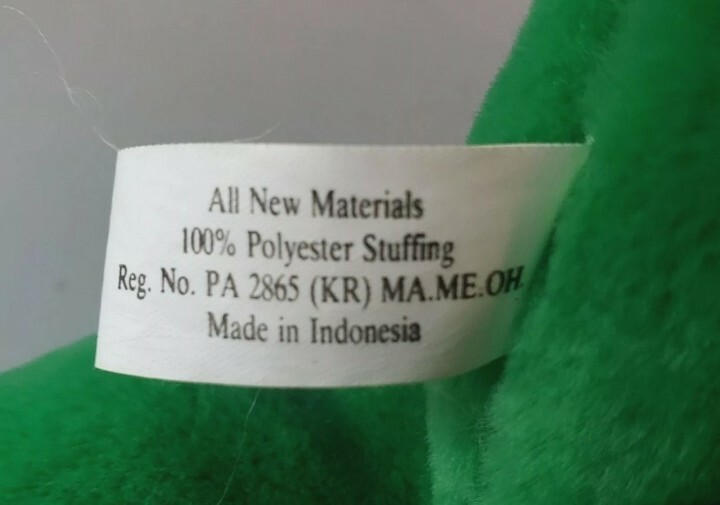 All New Materials
100% Polyester Stuffing
Reg. No. PA 2865 (KR) MA.ME.OH.
Made in Indonesia